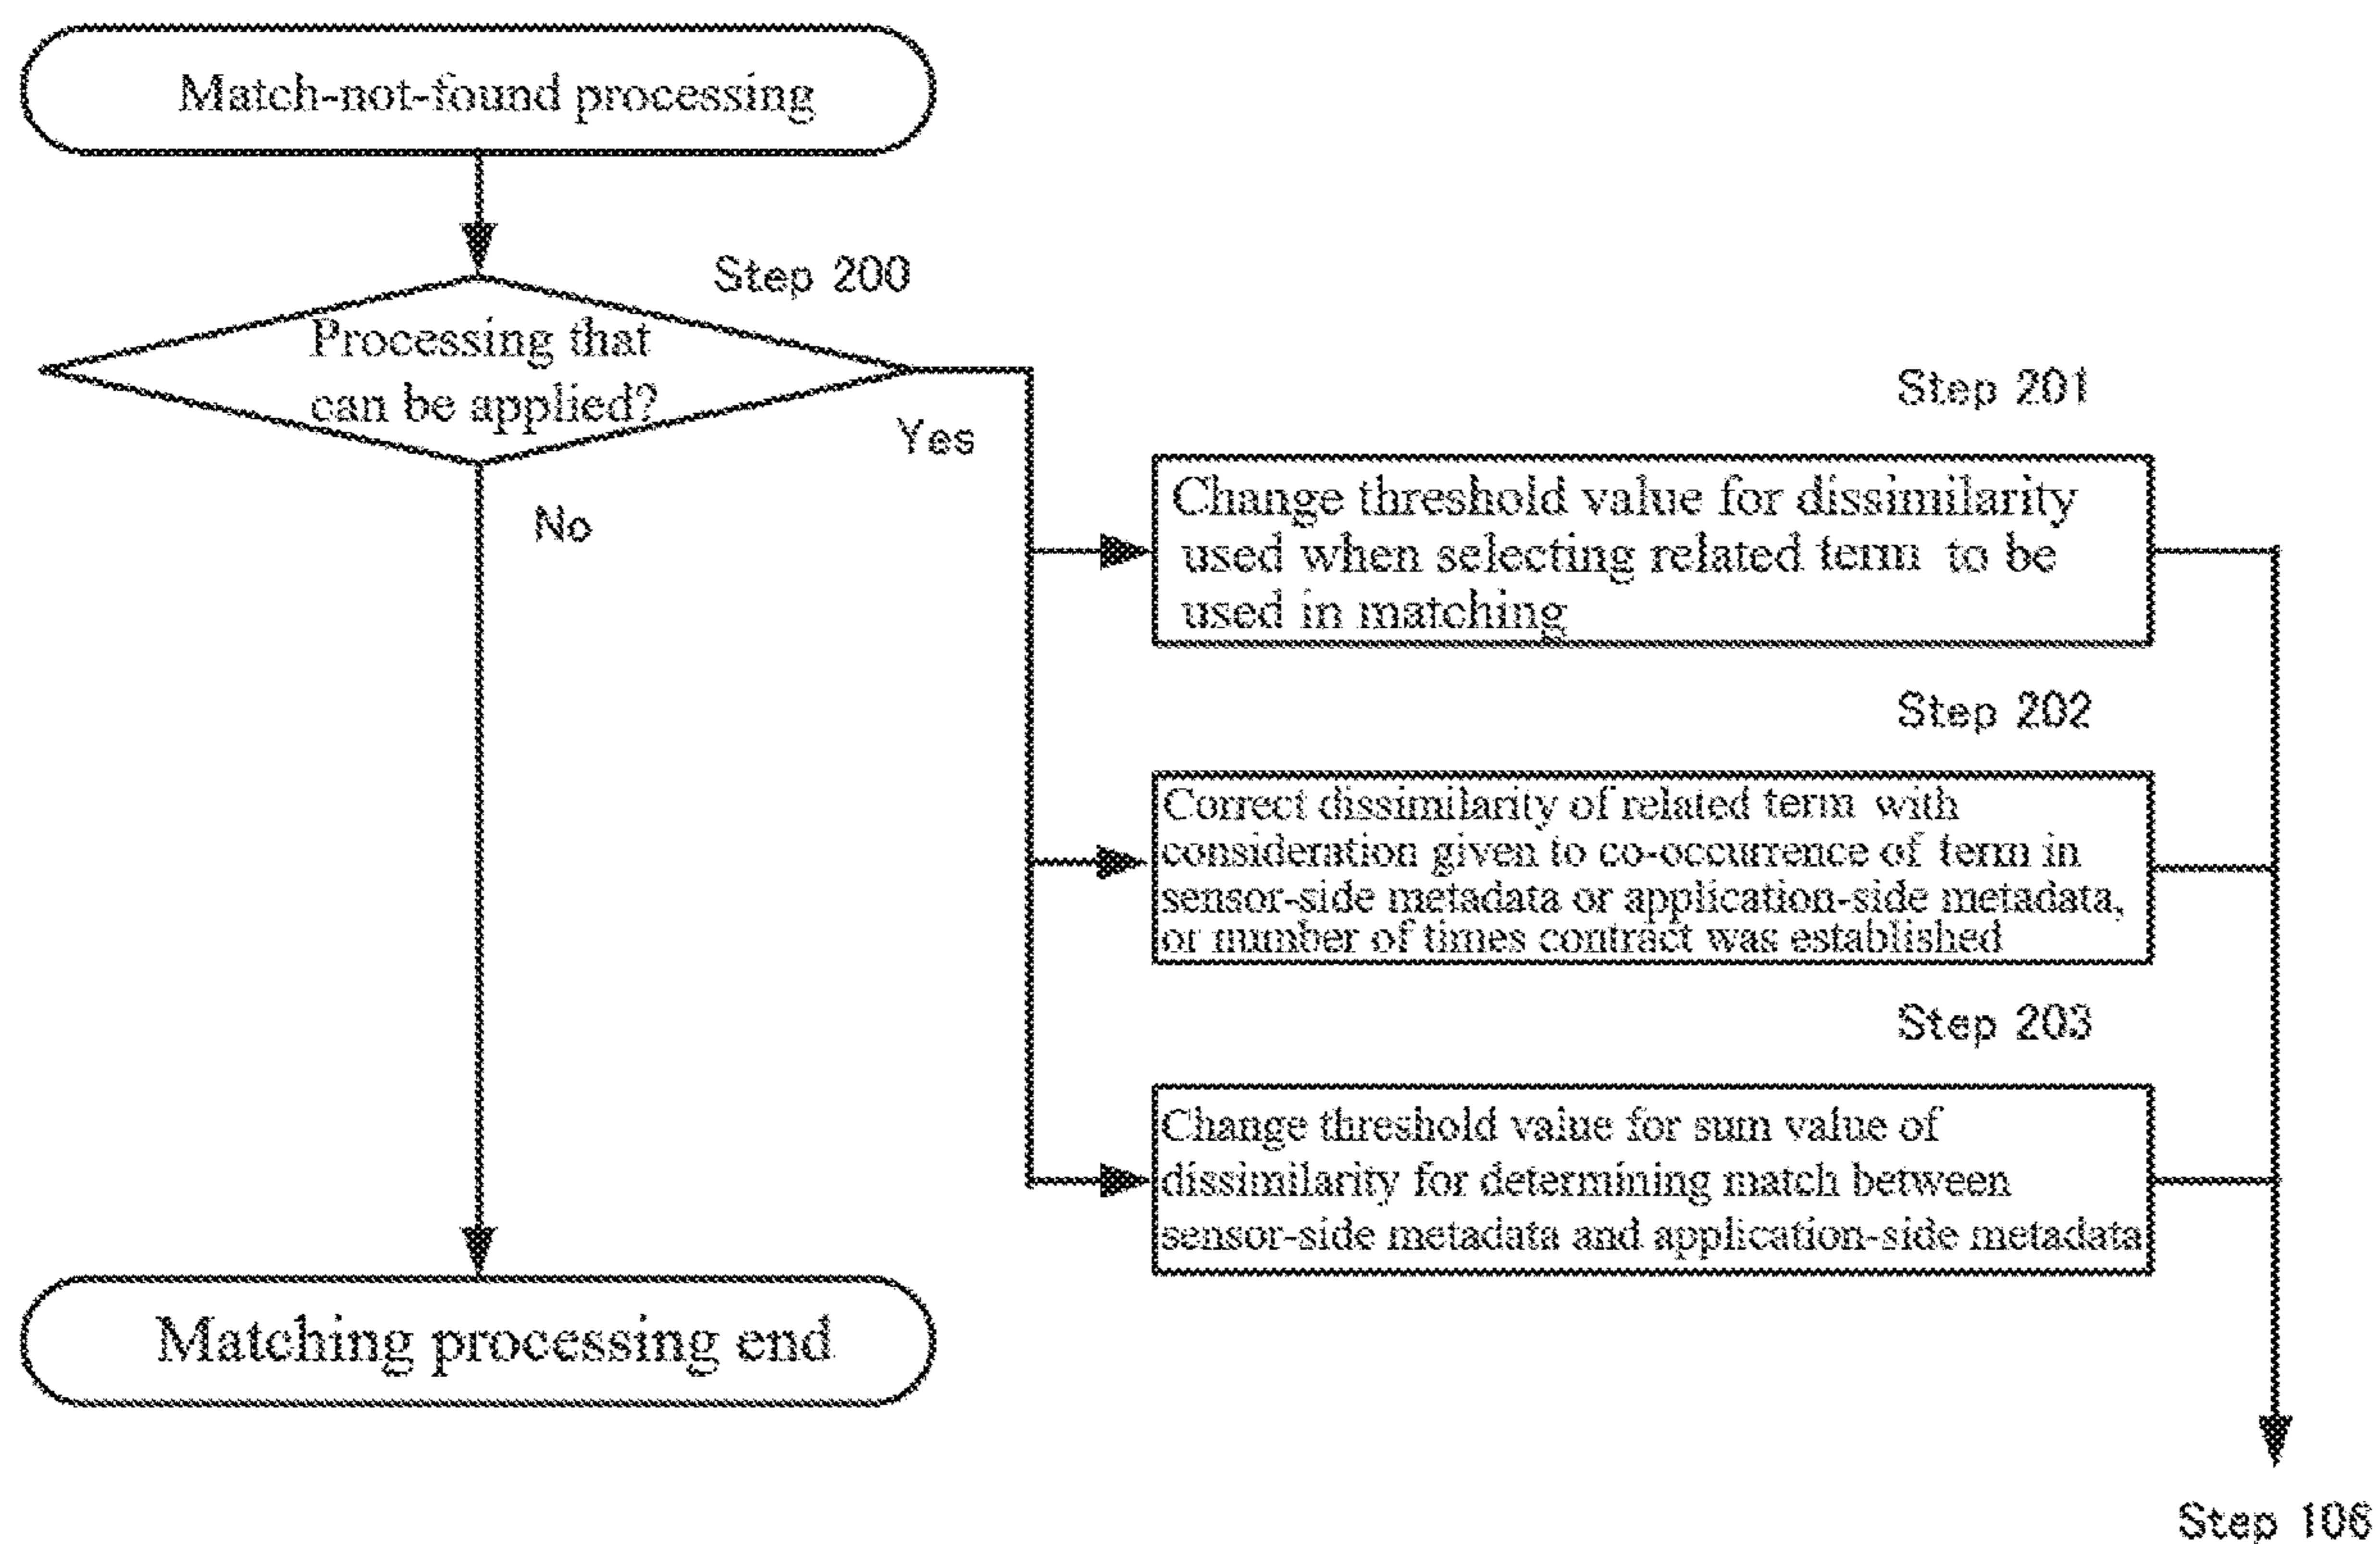 Match-not-found processing
Step 200
Processing that
can be applied?
Yes
No
Step 201
Change threshold value for dissimilarity
used when selecting related term to be
used in matching
Step 202
Correct dissimilarity of related term with
consideration given to co-occurrence of term in
sensor-side metadata or application-side metadata,
or number of times contract was established
Step 203
Change threshold value for sum value of
dissimilarity for determining match between
sensor-side metadata and application-side metadata
Matching processing end
Step 106